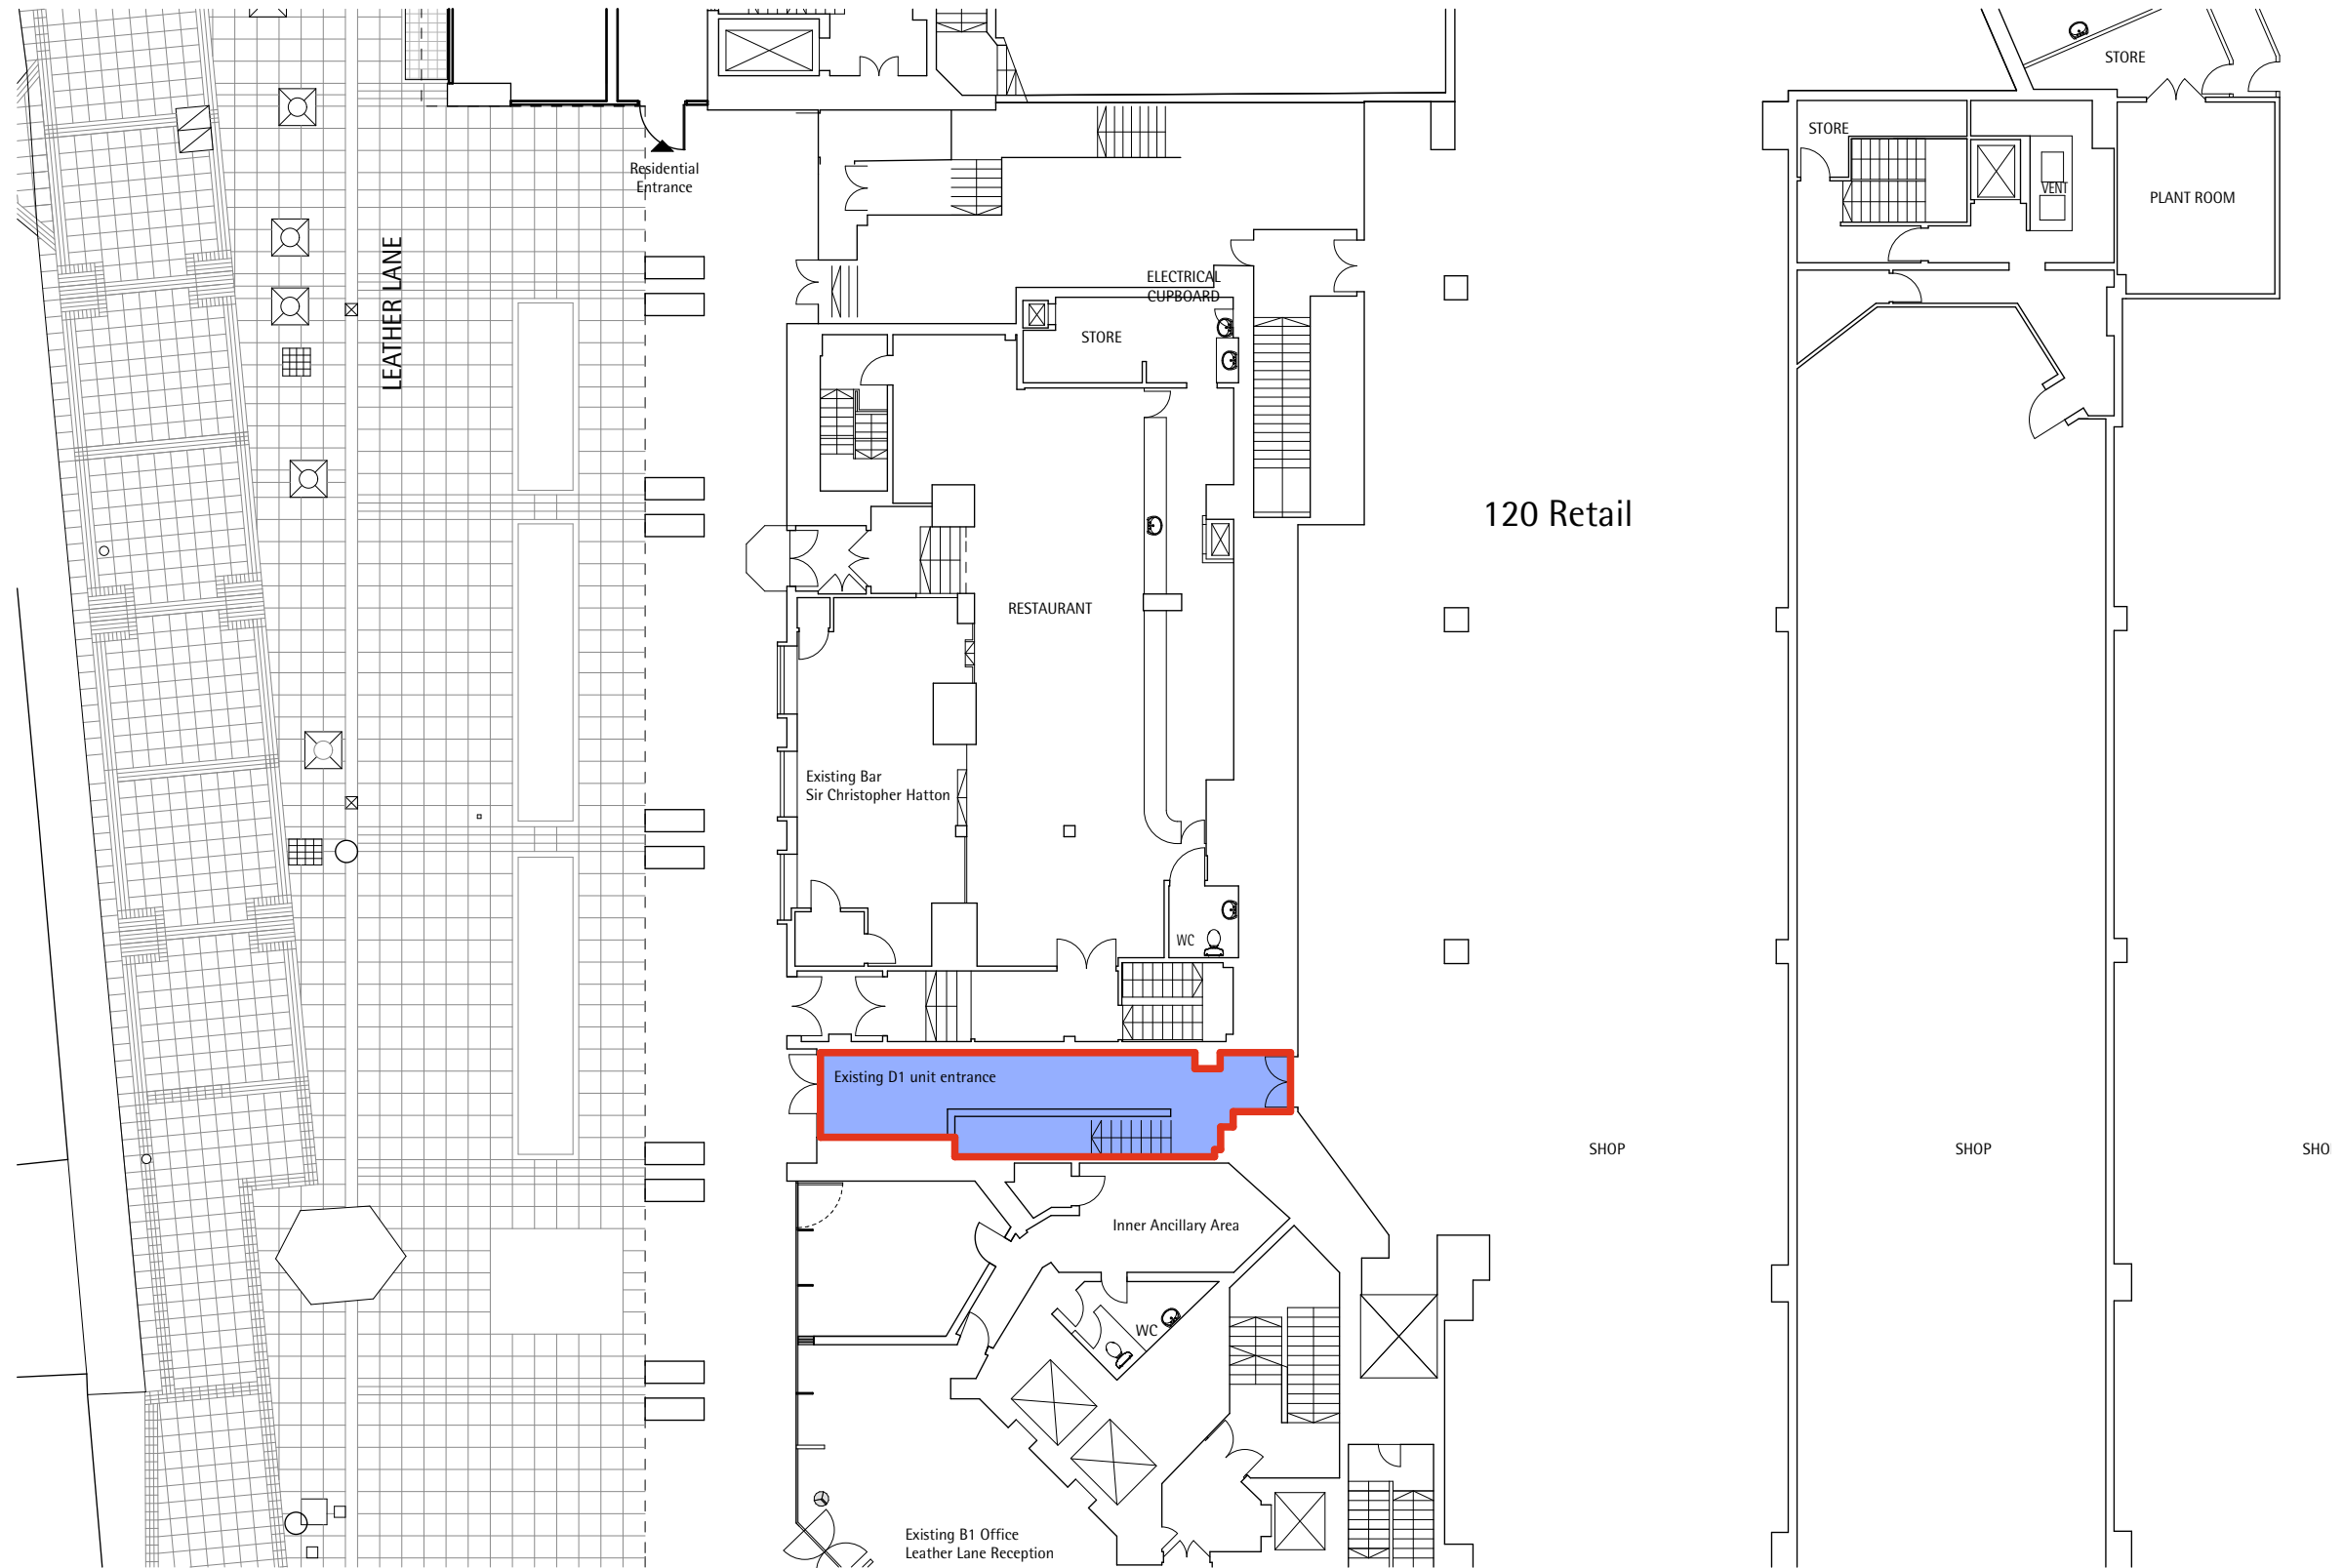 STORE
STORE
VENT
PLANT ROOM
Residential
Entrance
LEATHER LANE
ELECTRICAL
CUPBOARD
STORE
120 Retail
RESTAURANT
Existing Bar
Sir Christopher Hatton
WC
Existing D1 unit entrance
SHOP
SHOP
SHO
Inner Ancillary Area
WC
Existing B1 Office
Leather Lane Reception